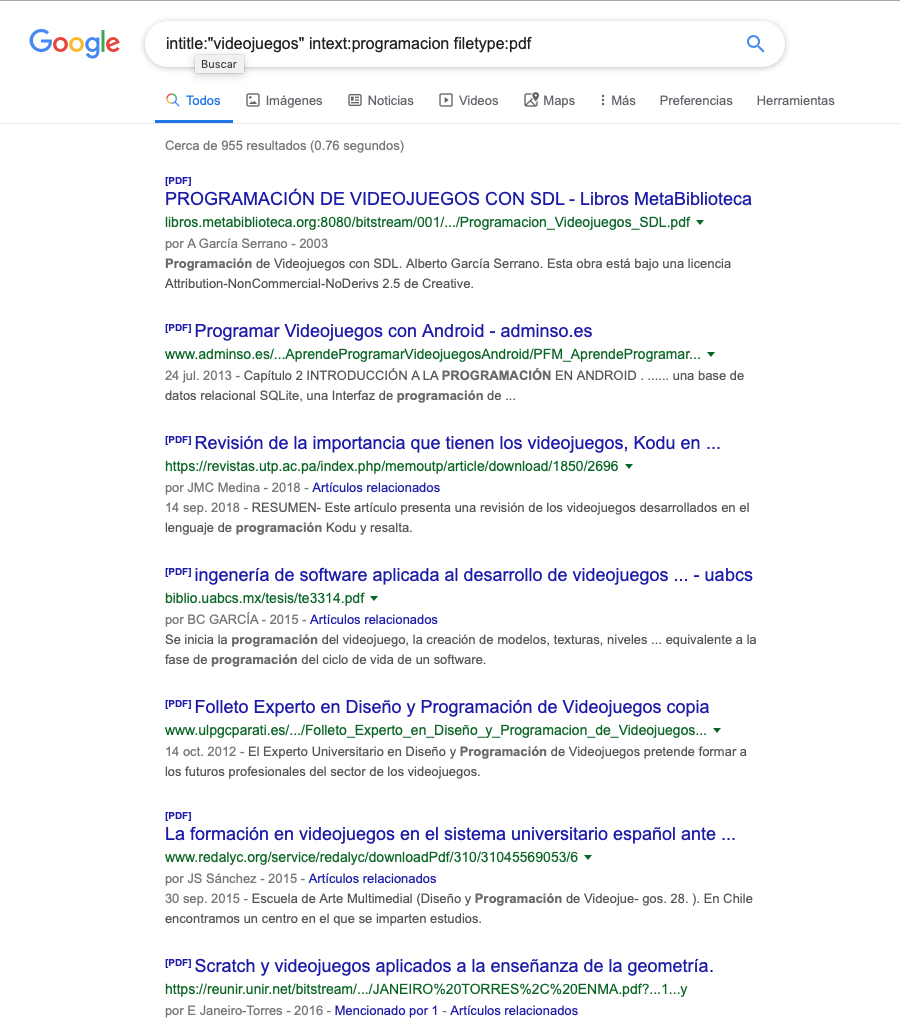 Google
intitle:"videojuegos" intext:programacion filetype:pdf
Buscar
Todos Imágenes Noticias Videos Maps Más Preferencias Herramientas
Cerca de 955 resultados (0.76 segundos)
[PDF]
PROGRAMACIÓN DE VIDEOJUEGOS CON SDL - Libros MetaBiblioteca
libros.metabiblioteca.org:8080/bitstream/001/.../Programacion_Videojuegos_SDL.pdf
por A García Serrano - 2003
Programación de Videojuegos con SDL. Alberto García Serrano. Esta obra está bajo una licencia
Attribution-NonCommercial-NoDerivs 2.5 de Creative.
[PDF] Programar Videojuegos con Android - adminso.es
www.adminso.es/...AprendeProgramarVideojuegosAndroid/PFM_AprendeProgramar...
24 jul. 2013 - Capítulo 2 INTRODUCCIÓN A LA PROGRAMACIÓN EN ANDROID . ...... una base de
datos relacional SQLite, una Interfaz de programación de ...
[PDF] Revisión de la importancia que tienen los videojuegos, Kodu en ...
https://revistas.utp.ac.pa/index.php/memoutp/article/download/1850/2696
por JMC Medina - 2018 - Artículos relacionados
14 sep. 2018 - RESUMEN- Este artículo presenta una revisión de los videojuegos desarrollados en el
lenguaje de programación Kodu y resalta.
[PDF] ingenería de software aplicada al desarrollo de videojuegos ... - uabcs
biblio.uabcs.mx/tesis/te3314.pdf
por BC GARCÍA - 2015 - Artículos relacionados
Se inicia la programación del videojuego, la creación de modelos, texturas, niveles ... equivalente a la
fase de programación del ciclo de vida de un software.
[PDF] Folleto Experto en Diseño y Programación de Videojuegos copia
www.ulpgcparati.es/.../Folleto_Experto_en_Diseño_y_Programacion_de_Videojuegos...
14 oct. 2012 - El Experto Universitario en Diseño y Programación de Videojuegos pretende formar a
los futuros profesionales del sector de los videojuegos.
[PDF]
La formación en videojuegos en el sistema universitario español ante ...
www.redalyc.org/service/redalyc/downloadPdf/310/31045569053/6
por JS Sánchez - 2015 - Artículos relacionados
30 sep. 2015 - Escuela de Arte Multimedial (Diseño y Programación de Videojue- gos. 28. ). En Chile
encontramos un centro en el que se imparten estudios.
[PDF] Scratch y videojuegos aplicados a la enseñanza de la geometría.
https://reunir.unir.net/bitstream/.../JANEIRO%20TORRES%2C%20ENMA.pdf?...1...y
por E Janeiro-Torres - 2016 - Mencionado por 1 - Artículos relacionados